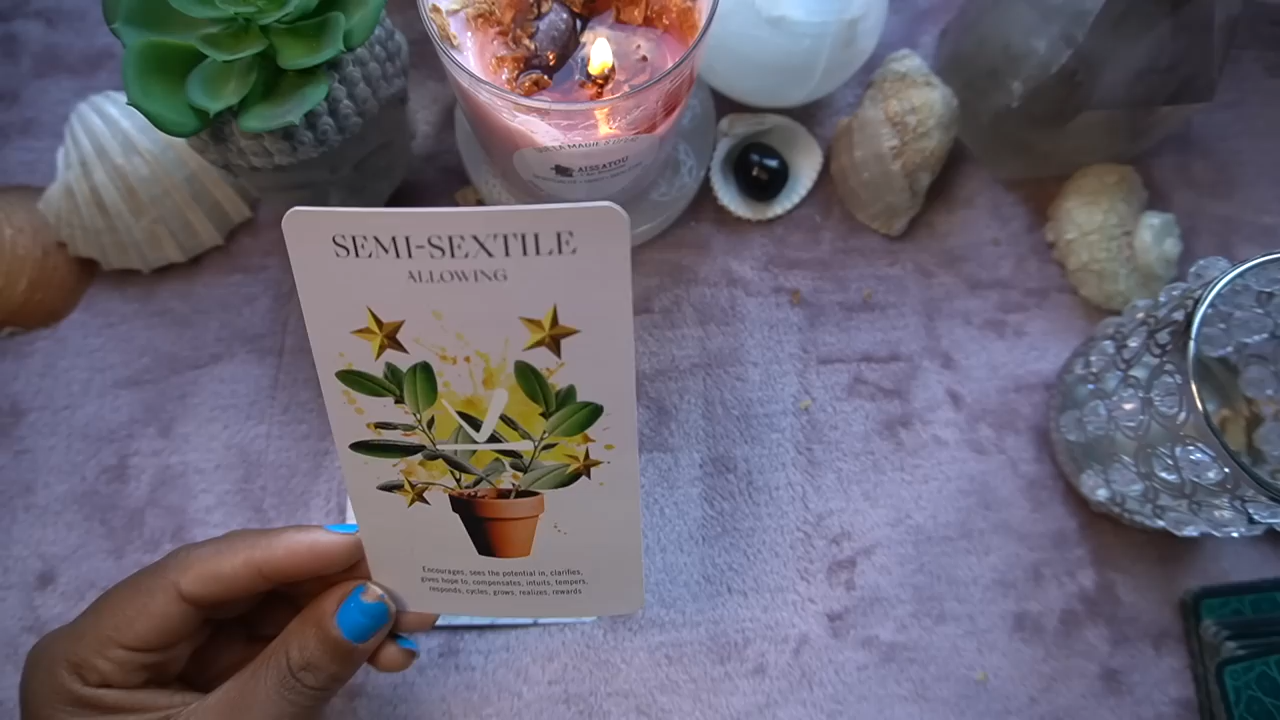 AISSATOU
SEMI-SEXTILE
ALLOWING
Encourages, sees the potential in, clarifies,
gives hope to, compensates, intuits, tempers,
responds, cycles, grows, realizes, rewards